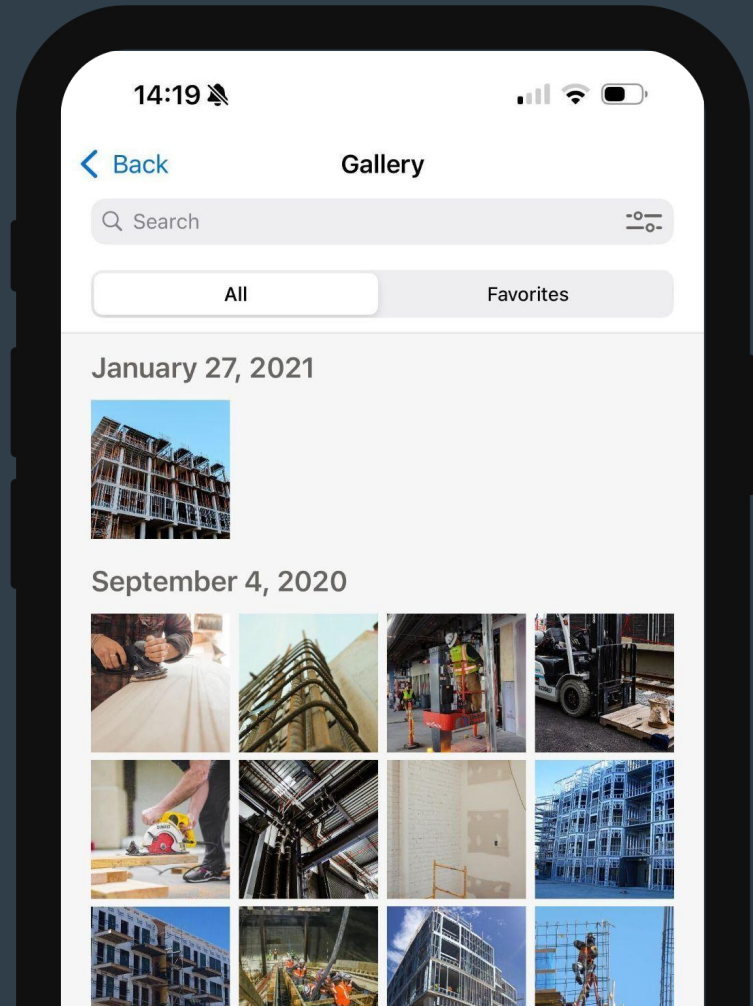 14:19
Back
Gallery
Search
All
Favorites
January 27, 2021
September 4, 2020